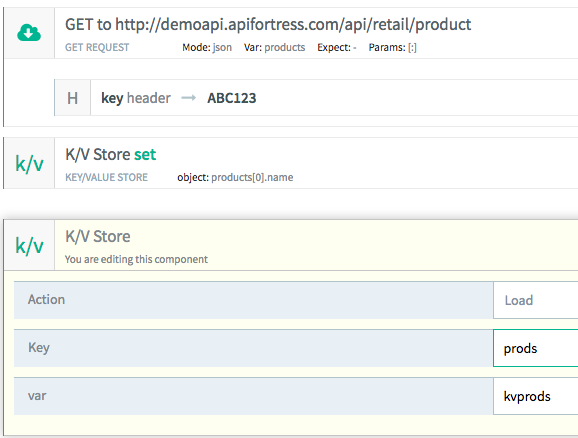 GET to http://demoapi.apifortress.com/api/retail/product
GET REQUEST Mode: json Var: products Expect: - Params: [:]
H key header → ABC123
k/v K/V Store set
KEY/VALUE STORE object: products[0].name
k/v K/V Store
You are editing this component
Action Load
Key prods
var kvprods